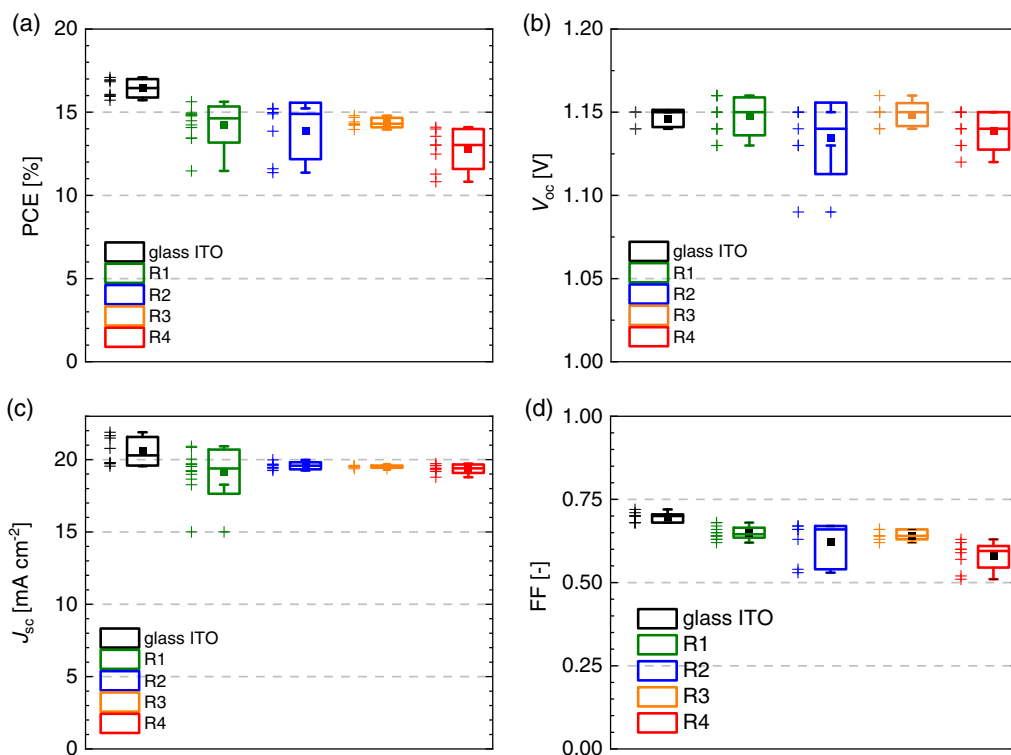 (a)
20
15
10
5
0
PCE [%]
glass ITO
R1
R2
R3
R4
(b)
1.20
1.15
1.10
1.05
1.00
Voc [V]
glass ITO
R1
R2
R3
R4
(c)
20
15
10
5
0
Jsc [mA cm-2]
glass ITO
R1
R2
R3
R4
(d)
1.00
0.75
0.50
0.25
0.00
FF [-]
glass ITO
R1
R2
R3
R4